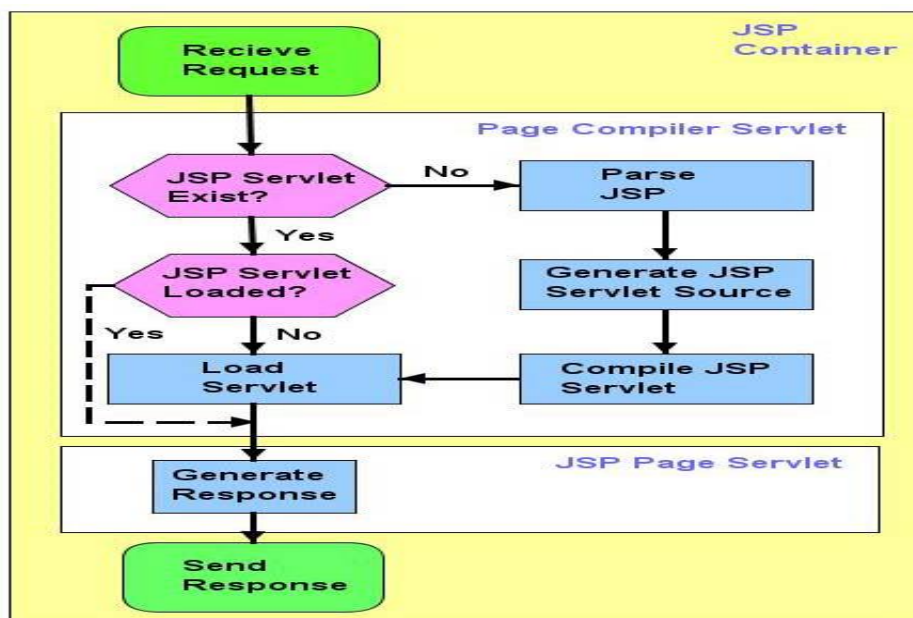 JSP
Container
Recieve
Request
Page Compiler Servlet
JSP Servlet
Exist?
No
Parse
JSP
Yes
JSP Servlet
Loaded?
Generate JSP
Servlet Source
Yes
No
Load
Servlet
Compile JSP
Servlet
JSP Page Servlet
Generate
Response
Send
Response